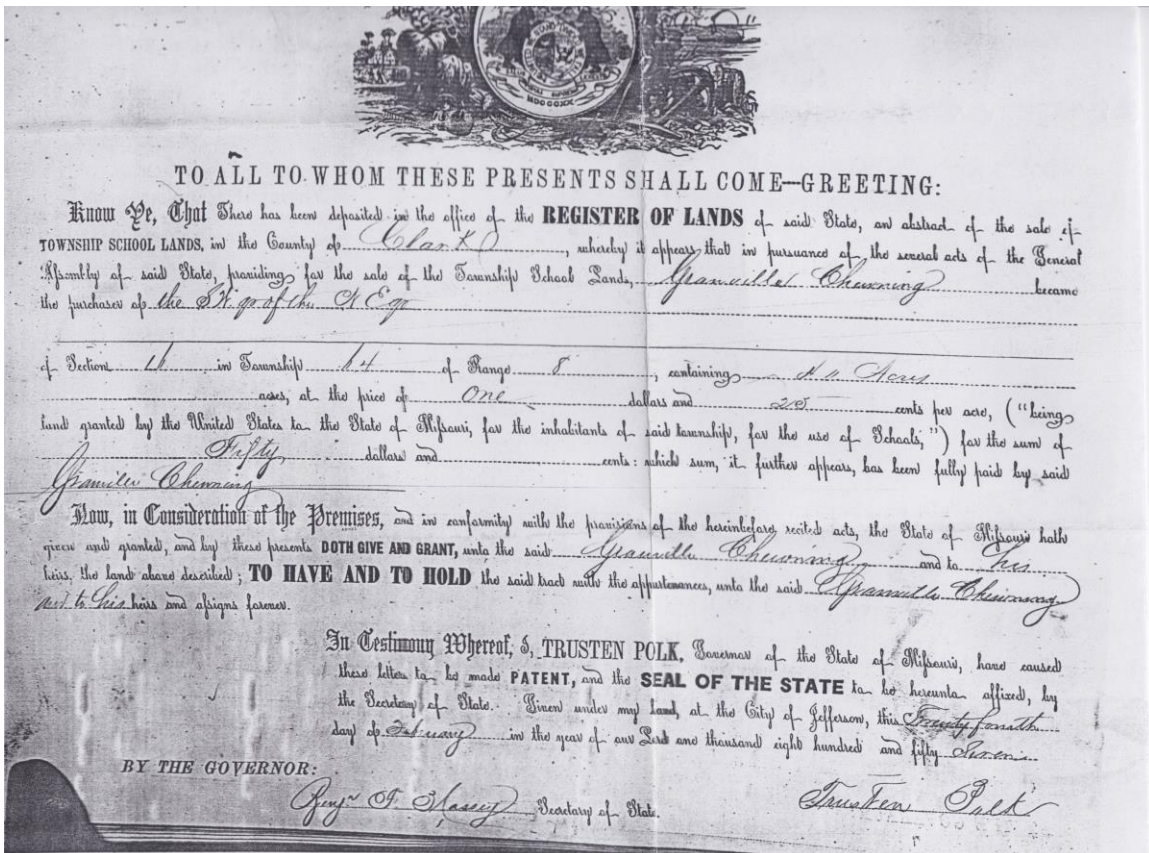 MDCCCXX
TO ALL TO WHOM THESE PRESENTS SHALL COME—GREETING:
Know Ye, That There has been deposited in the office of the REGISTER OF LANDS of said State, an abstract of the sale of
TOWNSHIP SCHOOL LANDS, in the County of Clark, whereby it appears that in pursuance of the several acts of the General
Assembly of said State, providing for the sale of the Township School Lands, Granville Chewning became
the purchaser of the S.W. qr of the N E qr
of Section 16 in Township 64 of Range 8, containing Acres
acres, at the price of One dollars and 25 cents per acre, ("being
land granted by the United States to the State of Missouri, for the inhabitants of said township, for the use of Schools,") for the sum of
Fifty dollars and cents: which sum, it further appears, has been fully paid by said
Granville Chewning
Now, in Consideration of the Premises, and in conformity with the provisions of the hereinbefore recited acts, the State of Missouri hath
given and granted, and by these presents DOTH GIVE AND GRANT, unto the said Granville Chewning and to his
heirs, the land above described; TO HAVE AND TO HOLD the said tract with the appurtenances, unto the said Granville Chewning
and to his heirs and assigns forever.
In Testimony Whereof, I, TRUSTEN POLK, Governor of the State of Missouri, have caused
these letters to be made PATENT, and the SEAL OF THE STATE to be hereunto affixed, by
the Secretary of State. Given under my hand, at the City of Jefferson, this Twenty fourth
day of February in the year of our Lord one thousand eight hundred and fifty Seven
BY THE GOVERNOR:
Benjn F. Massey Secretary of State. Trusten Polk